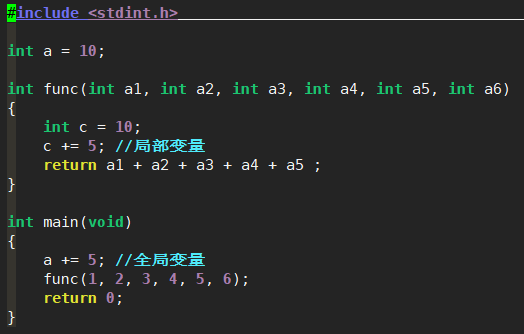 #include <stdint.h>
int a = 10;
int func(int a1, int a2, int a3, int a4, int a5, int a6)
{
    int c = 10;
    c += 5; //局部变量
    return a1 + a2 + a3 + a4 + a5 ;
}
int main(void)
{
    a += 5; //全局变量
    func(1, 2, 3, 4, 5, 6);
    return 0;
}